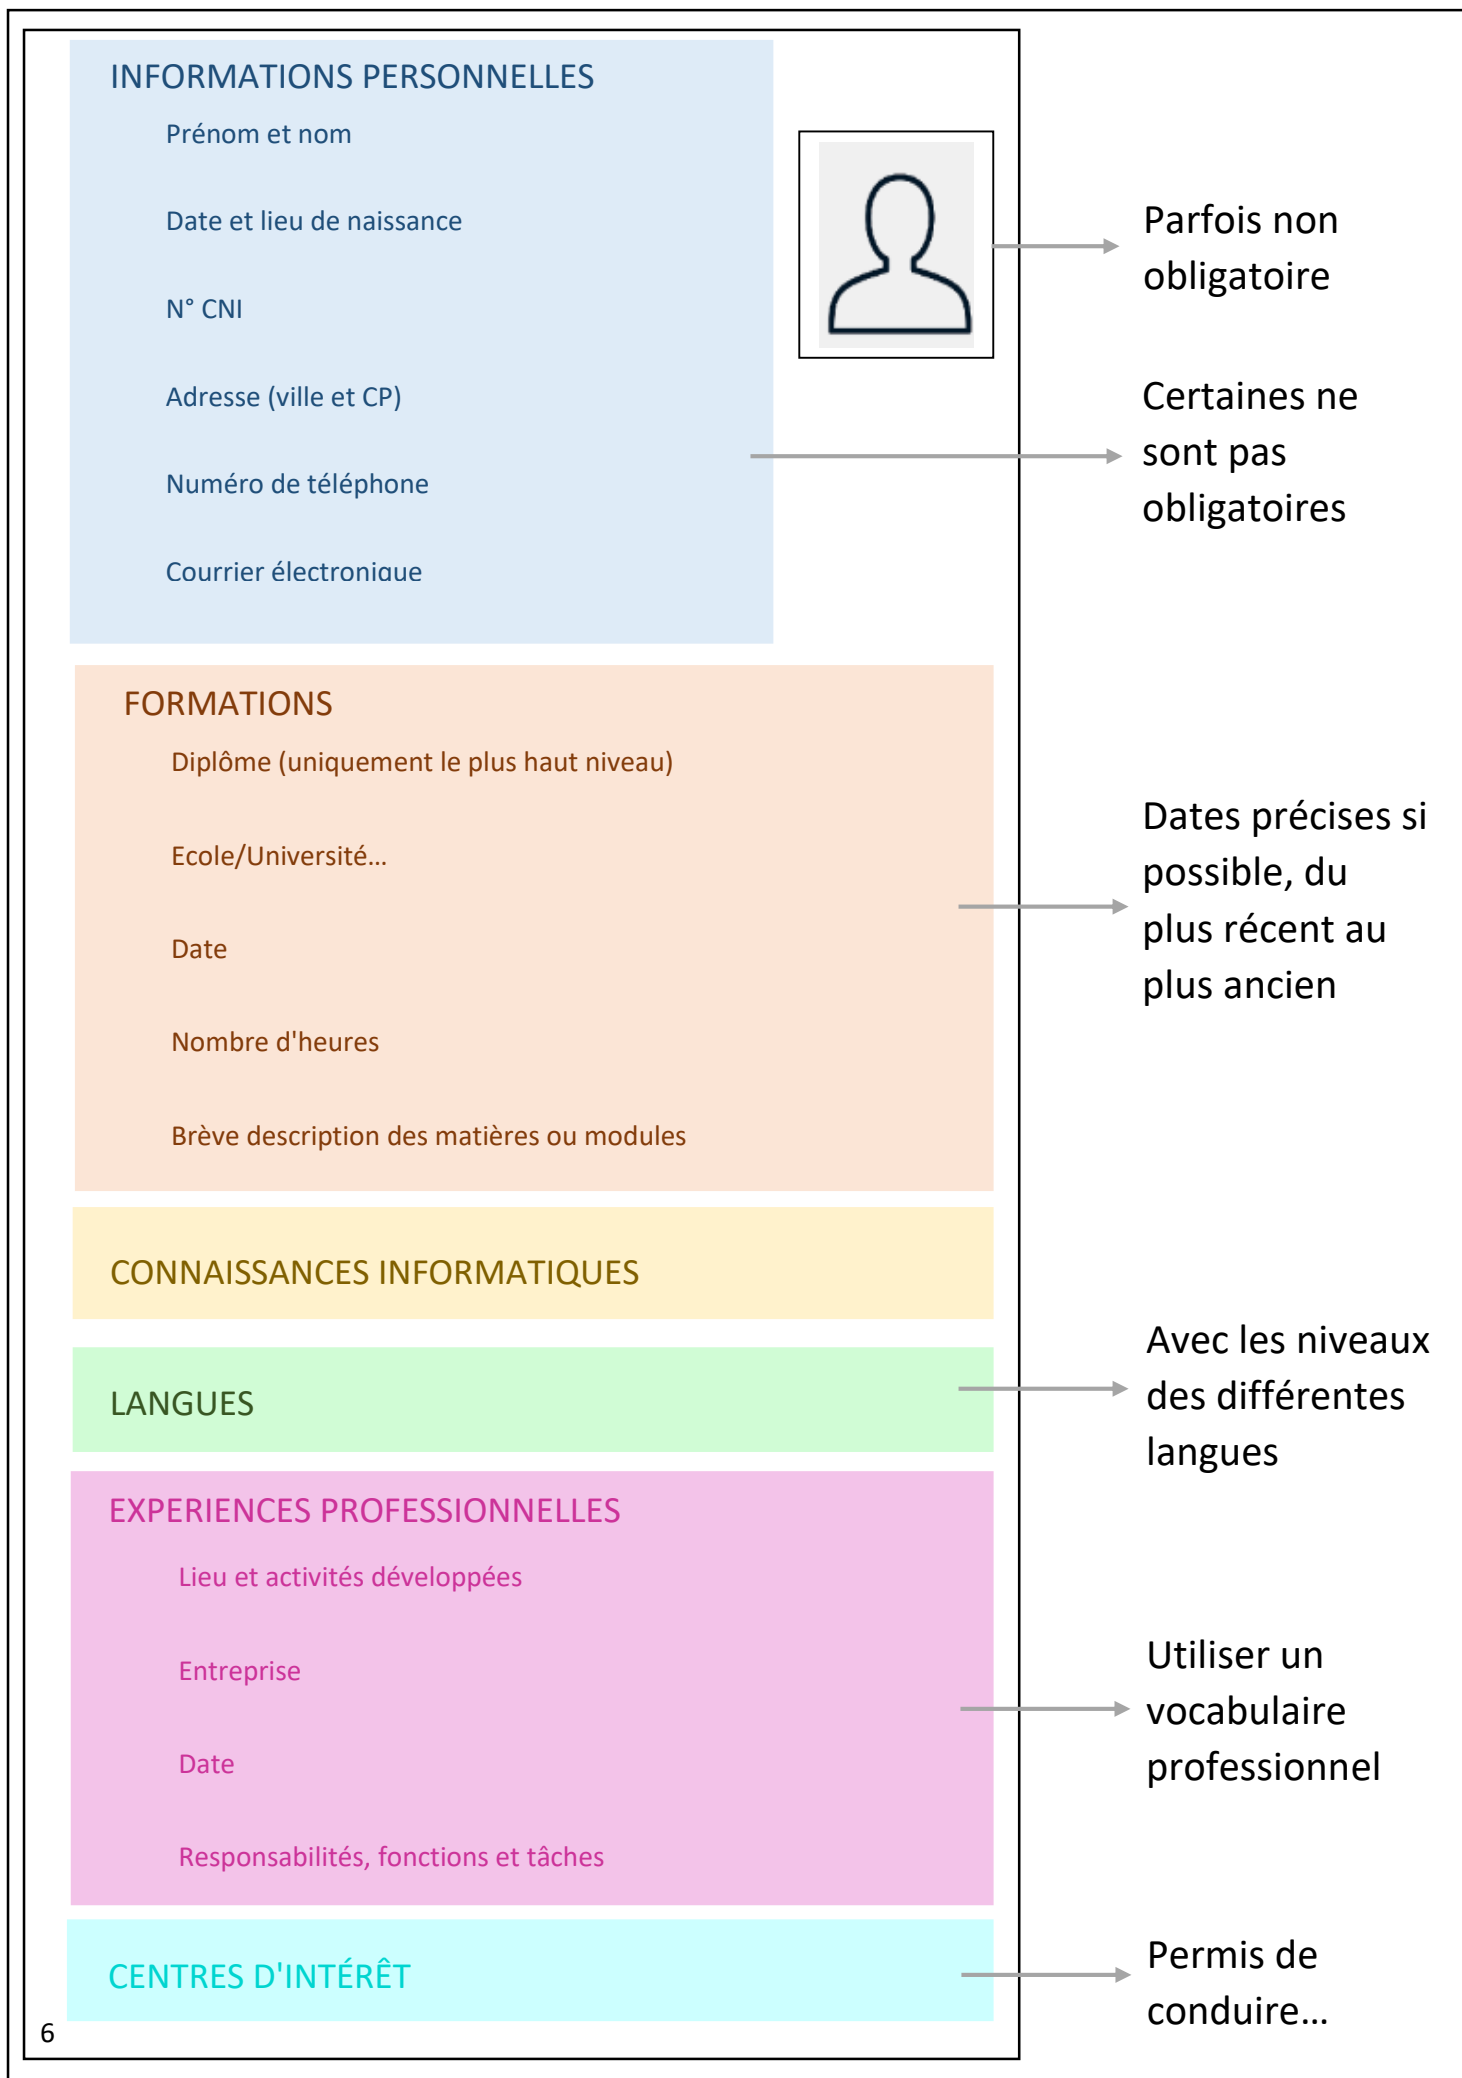 INFORMATIONS PERSONNELLES
Prénom et nom
Date et lieu de naissance
N° CNI
Adresse (ville et CP)
Numéro de téléphone
Courrier électronique
Parfois non
obligatoire
Certaines ne
sont pas
obligatoires
FORMATIONS
Diplôme (uniquement le plus haut niveau)
Ecole/Université...
Date
Nombre d'heures
Brève description des matières ou modules
Dates précises si
possible, du
plus récent au
plus ancien
CONNAISSANCES INFORMATIQUES
LANGUES
Avec les niveaux
des différentes
langues
EXPERIENCES PROFESSIONNELLES
Lieu et activités développées
Entreprise
Date
Responsabilités, fonctions et tâches
Utiliser un
vocabulaire
professionnel
CENTRES D'INTÉRÊT
Permis de
conduire...
6